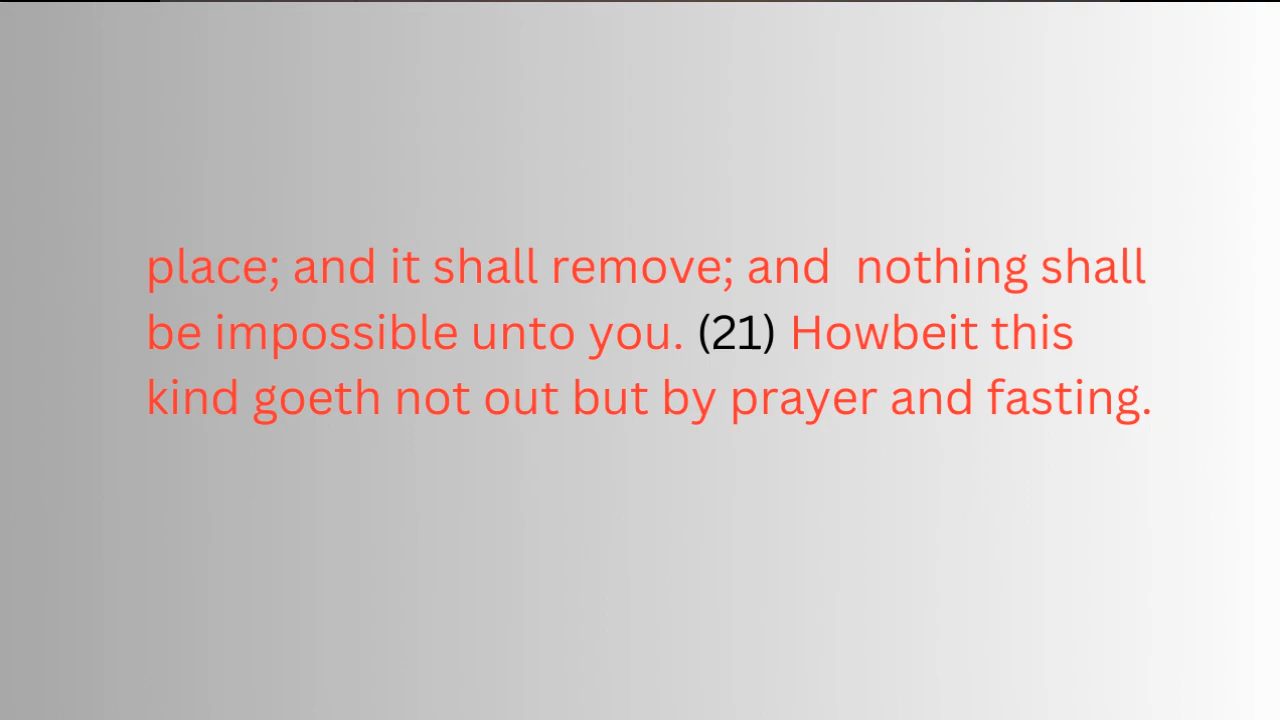 place; and it shall remove; and  nothing shall
be impossible unto you. (21) Howbeit this
kind goeth not out but by prayer and fasting.